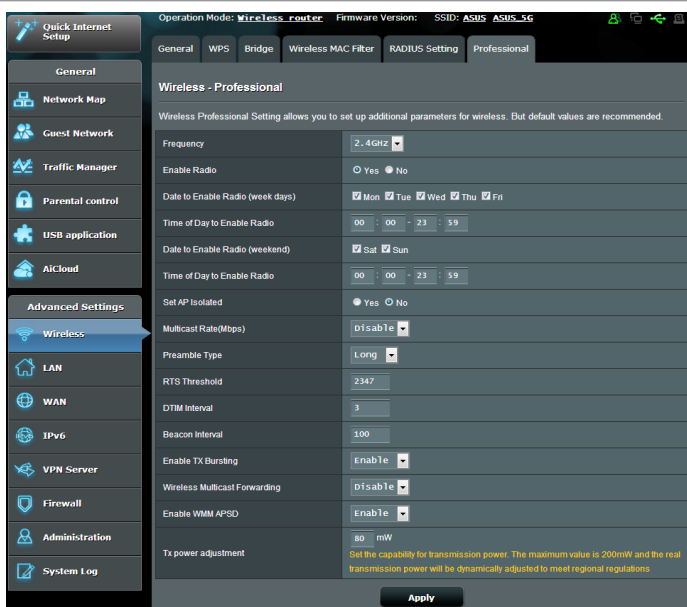 Quick Internet
Setup
Operation Mode: Wireless router Firmware Version: SSID: ASUS ASUS_5G
General WPS Bridge Wireless MAC Filter RADIUS Setting Professional
General
Network Map
Guest Network
Traffic Manager
Parental control
USB application
AiCloud
Advanced Settings
Wireless
LAN
WAN
IPv6
VPN Server
Firewall
Administration
System Log
Wireless - Professional
Wireless Professional Setting allows you to set up additional parameters for wireless. But default values are recommended.
Frequency 2.4GHz
Enable Radio Yes No
Date to Enable Radio (week days) Mon Tue Wed Thu Fri
Time of Day to Enable Radio 00 : 00 - 23 : 59
Date to Enable Radio (weekend) Sat Sun
Time of Day to Enable Radio 00 : 00 - 23 : 59
Set AP Isolated Yes No
Multicast Rate(Mbps) Disable
Preamble Type Long
RTS Threshold 2347
DTIM Interval 3
Beacon Interval 100
Enable TX Bursting Enable
Wireless Multicast Forwarding Disable
Enable WMM APSD Enable
Tx power adjustment 80 mW
Set the capability for transmission power. The maximum value is 200mW and the real
transmission power will be dynamically adjusted to meet regional regulations
Apply